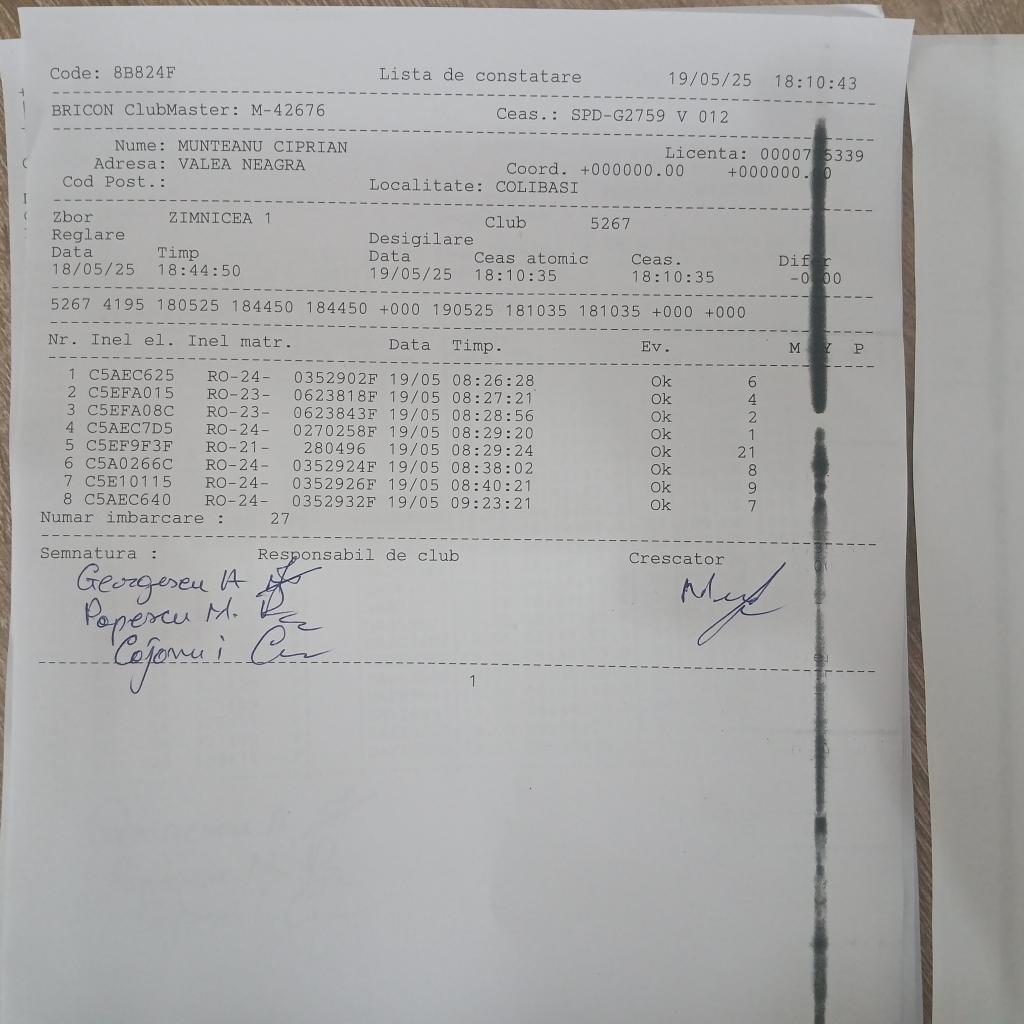 Code: 8B824F Lista de constatare 19/05/25 18:10:43
BRICON ClubMaster: M-42676 Ceas.: SPD-G2759 V 012
Nume: MUNTEANU CIPRIAN Licenta:
Adresa: VALEA NEAGRA Coord. +000000.00
Cod Post.: Localitate: COLIBASI
Zbor ZIMNICEA 1 Club 5267
Reglare Desigilare
Data Timp Data Ceas atomic Ceas.
18/05/25 18:44:50 19/05/25 18:10:35 18:10:35
5267 4195 180525 184450 184450 +000 190525 181035 181035 +000 +000
Nr. Inel el. Inel matr. Data Timp. Ev. M Y P
1 C5AEC625 RO-24- 0352902F 19/05 08:26:28 Ok 6
2 C5EFA015 RO-23- 0623818F 19/05 08:27:21 Ok 4
3 C5EFA08C RO-23- 0623843F 19/05 08:28:56 Ok 2
4 C5AEC7D5 RO-24- 0270258F 19/05 08:29:20 Ok 1
5 C5EF9F3F RO-21- 280496 19/05 08:29:24 Ok 21
6 C5A0266C RO-24- 0352924F 19/05 08:38:02 Ok 8
7 C5E10115 RO-24- 0352926F 19/05 08:40:21 Ok 9
8 C5AEC640 RO-24- 0352932F 19/05 09:23:21 Ok 7
Numar imbarcare : 27
Semnatura : Responsabil de club Crescator
Georgescu
Popescu M.
1